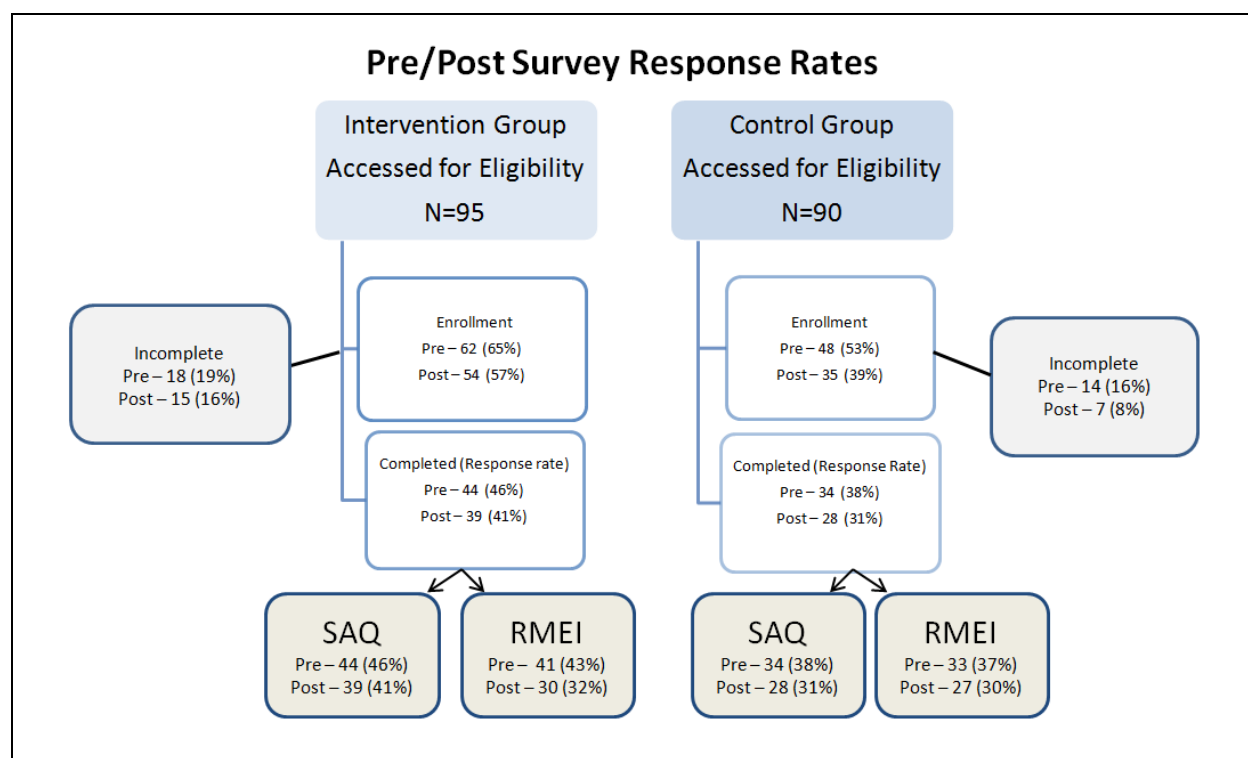 Pre/Post Survey Response Rates
Intervention Group
Accessed for Eligibility
N=95
Control Group
Accessed for Eligibility
N=90
Incomplete
Pre – 18 (19%)
Post – 15 (16%)
Enrollment
Pre – 62 (65%)
Post – 54 (57%)
Enrollment
Pre – 48 (53%)
Post – 35 (39%)
Incomplete
Pre – 14 (16%)
Post – 7 (8%)
Completed (Response rate)
Pre – 44 (46%)
Post – 39 (41%)
Completed (Response Rate)
Pre – 34 (38%)
Post – 28 (31%)
SAQ
Pre – 44 (46%)
Post – 39 (41%)
RMEI
Pre – 41 (43%)
Post – 30 (32%)
SAQ
Pre – 34 (38%)
Post – 28 (31%)
RMEI
Pre – 33 (37%)
Post – 27 (30%)